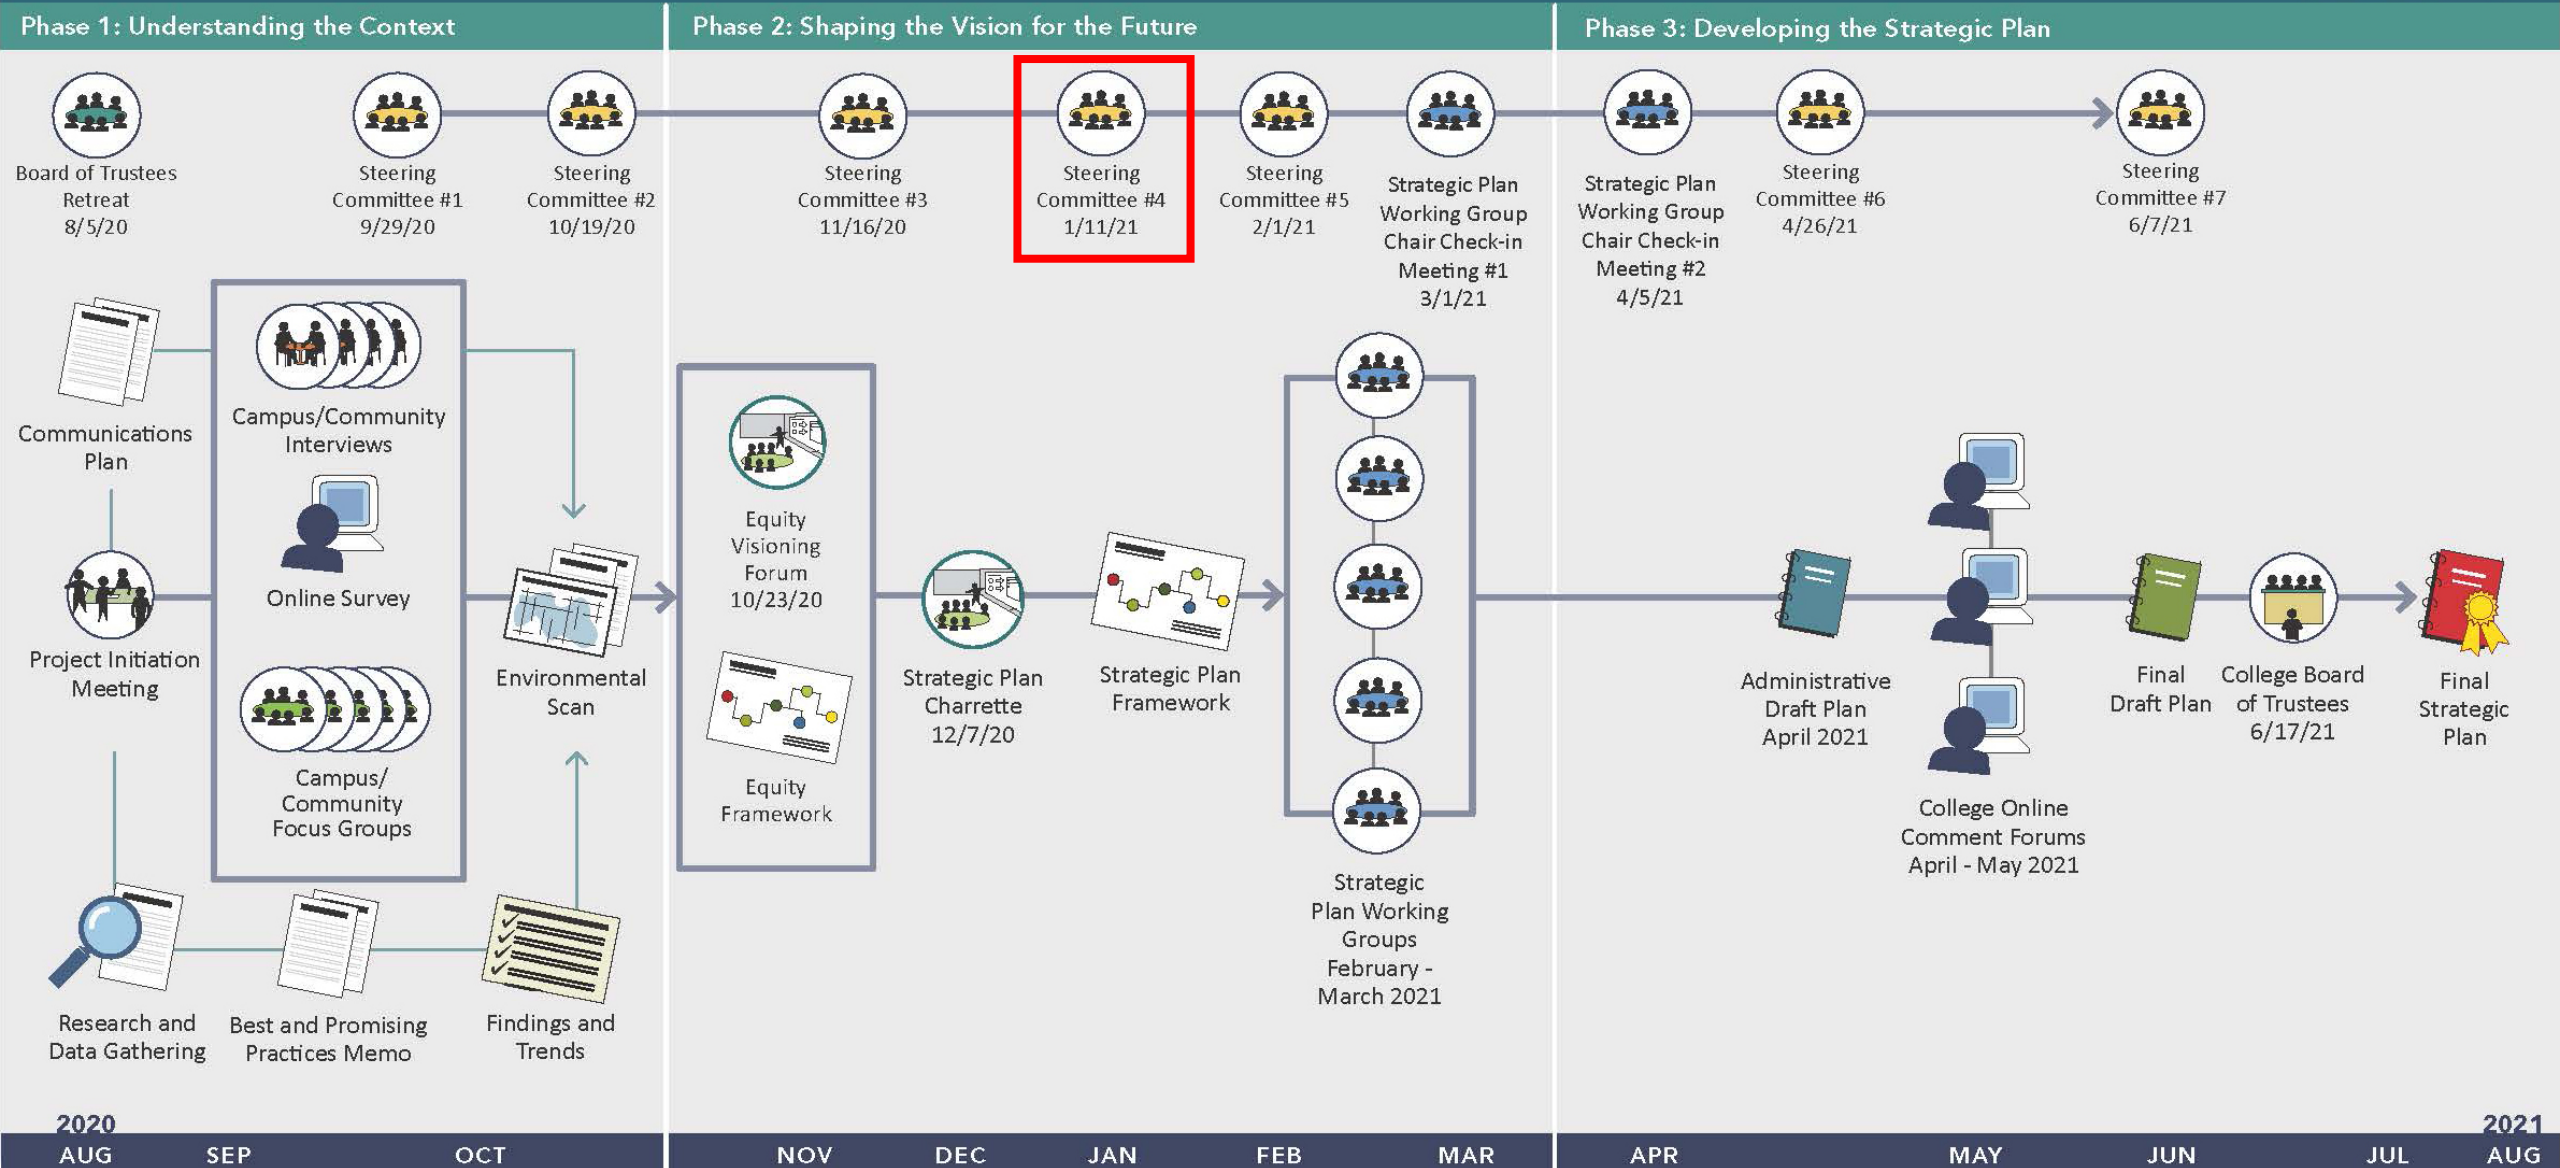 Phase 1: Understanding the Context
Phase 2: Shaping the Vision for the Future
Phase 3: Developing the Strategic Plan
Board of Trustees
Retreat
8/5/20
Steering
Committee #1
9/29/20
Steering
Committee #2
10/19/20
Steering
Committee #3
11/16/20
Steering
Committee #4
1/11/21
Steering
Committee #5
2/1/21
Strategic Plan
Working Group
Chair Check-in
Meeting #1
3/1/21
Strategic Plan
Working Group
Chair Check-in
Meeting #2
4/5/21
Steering
Committee #6
4/26/21
Steering
Committee #7
6/7/21
Communications
Plan
Project Initiation
Meeting
Research and
Data Gathering
Campus/Community
Interviews
Online Survey
Campus/
Community
Focus Groups
Best and Promising
Practices Memo
Environmental
Scan
Findings and
Trends
Equity
Visioning
Forum
10/23/20
Equity
Framework
Strategic Plan
Charrette
12/7/20
Strategic Plan
Framework
Strategic
Plan Working
Groups
February -
March 2021
Administrative
Draft Plan
April 2021
College Online
Comment Forums
April - May 2021
Final
Draft Plan
College Board
of Trustees
6/17/21
Final
Strategic
Plan
2020
2021
AUG
SEP
OCT
NOV
DEC
JAN
FEB
MAR
APR
MAY
JUN
JUL
AUG